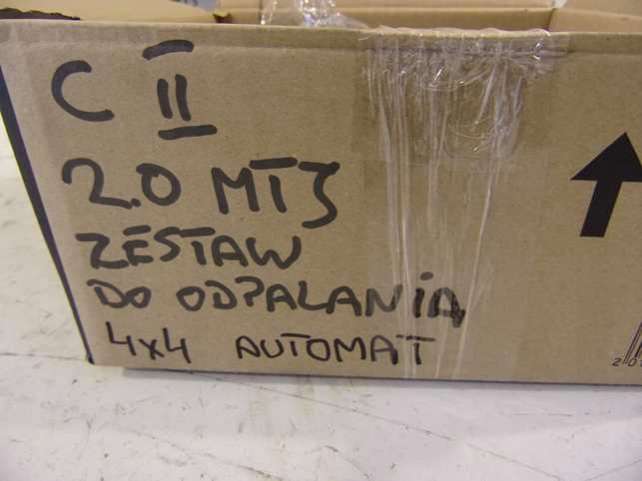 C II
2.0 MTJ
ZESTAW
DO ODPALANIA
4x4 AUTOMAT